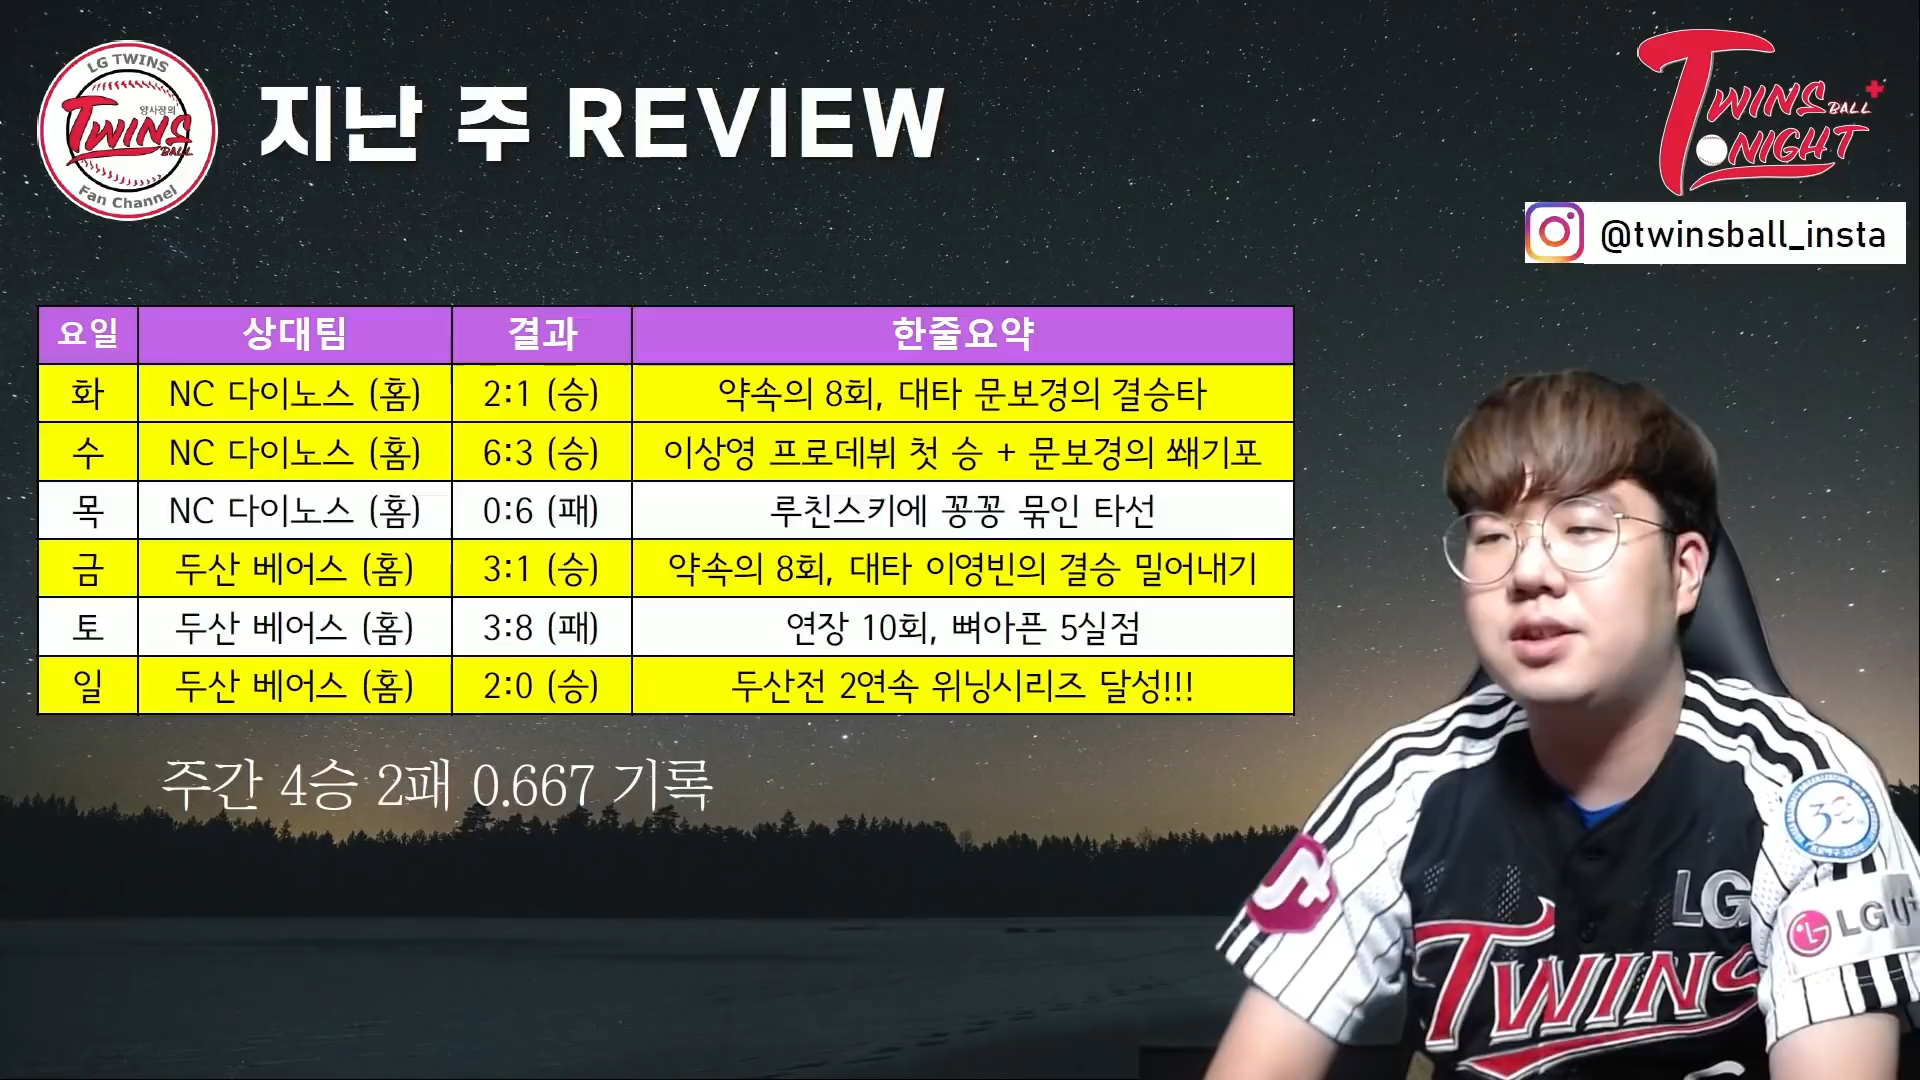 LG TWINS
양사장의
TWINS
BALL
Fan Channel
지난 주 REVIEW
TWINS BALL
TONIGHT
@twinsball_insta
요일 상대팀 결과 한줄요약
화 NC 다이노스 (홈) 2:1 (승) 약속의 8회, 대타 문보경의 결승타
수 NC 다이노스 (홈) 6:3 (승) 이상영 프로데뷔 첫 승 + 문보경의 쐐기포
목 NC 다이노스 (홈) 0:6 (패) 루친스키에 꽁꽁 묶인 타선
금 두산 베어스 (홈) 3:1 (승) 약속의 8회, 대타 이영빈의 결승 밀어내기
토 두산 베어스 (홈) 3:8 (패) 연장 10회, 뼈아픈 5실점
일 두산 베어스 (홈) 2:0 (승) 두산전 2연속 위닝시리즈 달성!!!
주간 4승 2패 0.667 기록
LG
LG U+
TWINS